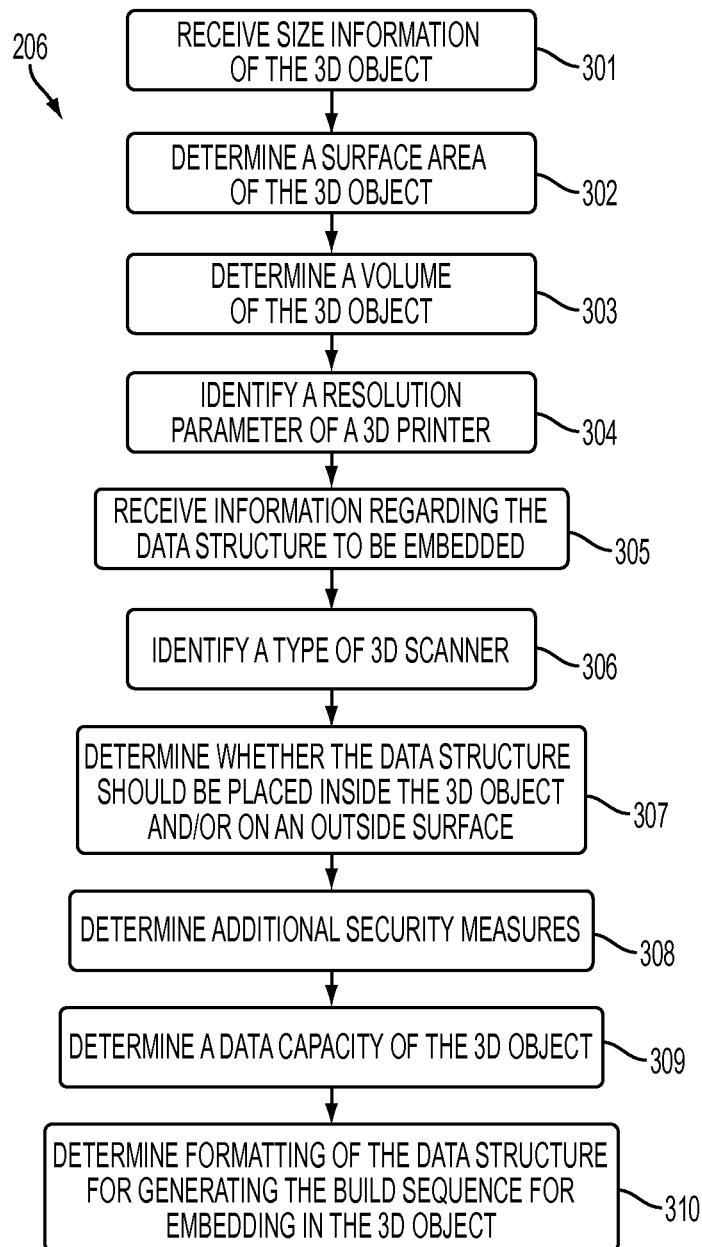 206
RECEIVE SIZE INFORMATION
OF THE 3D OBJECT
301
DETERMINE A SURFACE AREA
OF THE 3D OBJECT
302
DETERMINE A VOLUME
OF THE 3D OBJECT
303
IDENTIFY A RESOLUTION
PARAMETER OF A 3D PRINTER
304
RECEIVE INFORMATION REGARDING THE
DATA STRUCTURE TO BE EMBEDDED
305
IDENTIFY A TYPE OF 3D SCANNER
306
DETERMINE WHETHER THE DATA STRUCTURE
SHOULD BE PLACED INSIDE THE 3D OBJECT
AND/OR ON AN OUTSIDE SURFACE
307
DETERMINE ADDITIONAL SECURITY MEASURES
308
DETERMINE A DATA CAPACITY OF THE 3D OBJECT
309
DETERMINE FORMATTING OF THE DATA STRUCTURE
FOR GENERATING THE BUILD SEQUENCE FOR
EMBEDDING IN THE 3D OBJECT
310